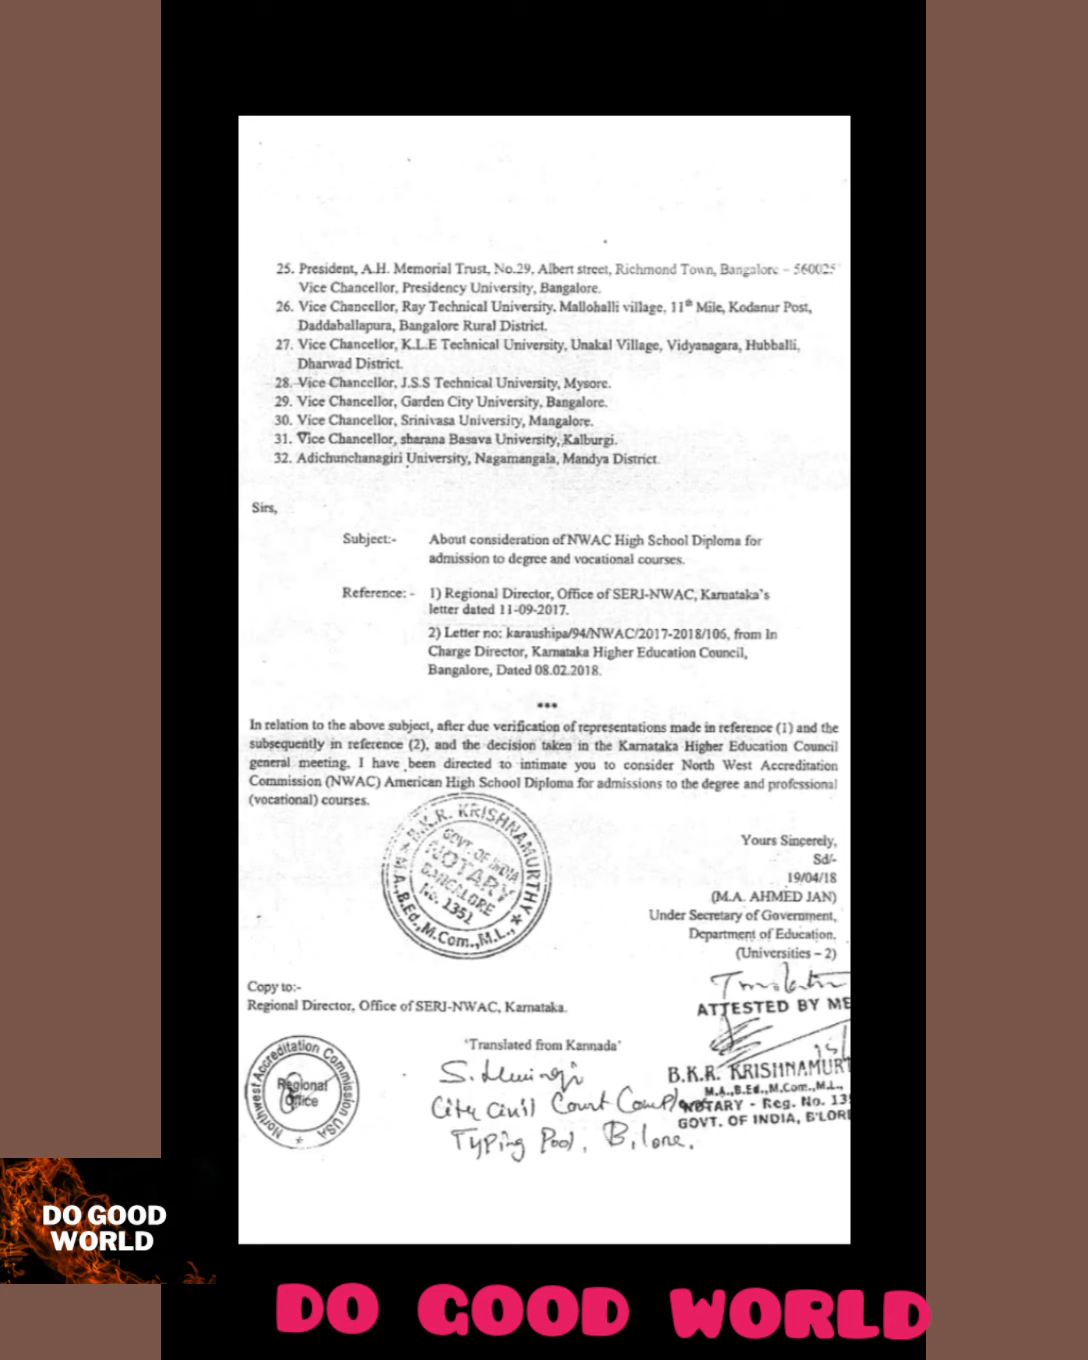 25. President, A.H. Memorial Trust, No.29, Albert street, Richmond Town, Bangalore – 560025
Vice Chancellor, Presidency University, Bangalore.
26. Vice Chancellor, Ray Technical University, Mallohalli village, 11th Mile, Kodanur Post,
Daddaballapura, Bangalore Rural District.
27. Vice Chancellor, K.L.E Technical University, Unakal Village, Vidyanagara, Hubballi,
Dharwad District.
28. Vice Chancellor, J.S.S Technical University, Mysore.
29. Vice Chancellor, Garden City University, Bangalore.
30. Vice Chancellor, Srinivasa University, Mangalore.
31. Vice Chancellor, sharana Basava University, Kalburgi.
32. Adichunchanagiri University, Nagamangala, Mandya District.
Sirs,
Subject:- About consideration of NWAC High School Diploma for
admission to degree and vocational courses.
Reference: - 1) Regional Director, Office of SERI-NWAC, Karnataka's
letter dated 11-09-2017.
2) Letter no: karaushipa/94/NWAC/2017-2018/106, from In
Charge Director, Karnataka Higher Education Council,
Bangalore, Dated 08.02.2018.
***
In relation to the above subject, after due verification of representations made in reference (1) and the
subsequently in reference (2), and the decision taken in the Karnataka Higher Education Council
general meeting, I have been directed to intimate you to consider North West Accreditation
Commission (NWAC) American High School Diploma for admissions to the degree and professional
(vocational) courses.
B.K.R. KRISHNAMURTHY
M.A.,B.Ed.,M.Com.,M.L.,
GOVT. OF INDIA
NOTARY
BANGALORE
No. 1351
Yours Sincerely,
Sd/-
19/04/18
(M.A. AHMED JAN)
Under Secretary of Government,
Department of Education,
(Universities – 2)
Copy to:-
Regional Director, Office of SERI-NWAC, Karnataka.
ATTESTED BY ME
'Translated from Kannada'
B.K.R. KRISHNAMURT
M.A.,B.Ed.,M.Com.,M.L.,
NOTARY - Reg. No. 13
GOVT. OF INDIA, B'LORE
City Civil Court
Typing Pool, B,lore.
Northwest Accreditation Commission USA
Regional
Office
DO GOOD
WORLD
DO GOOD WORLD